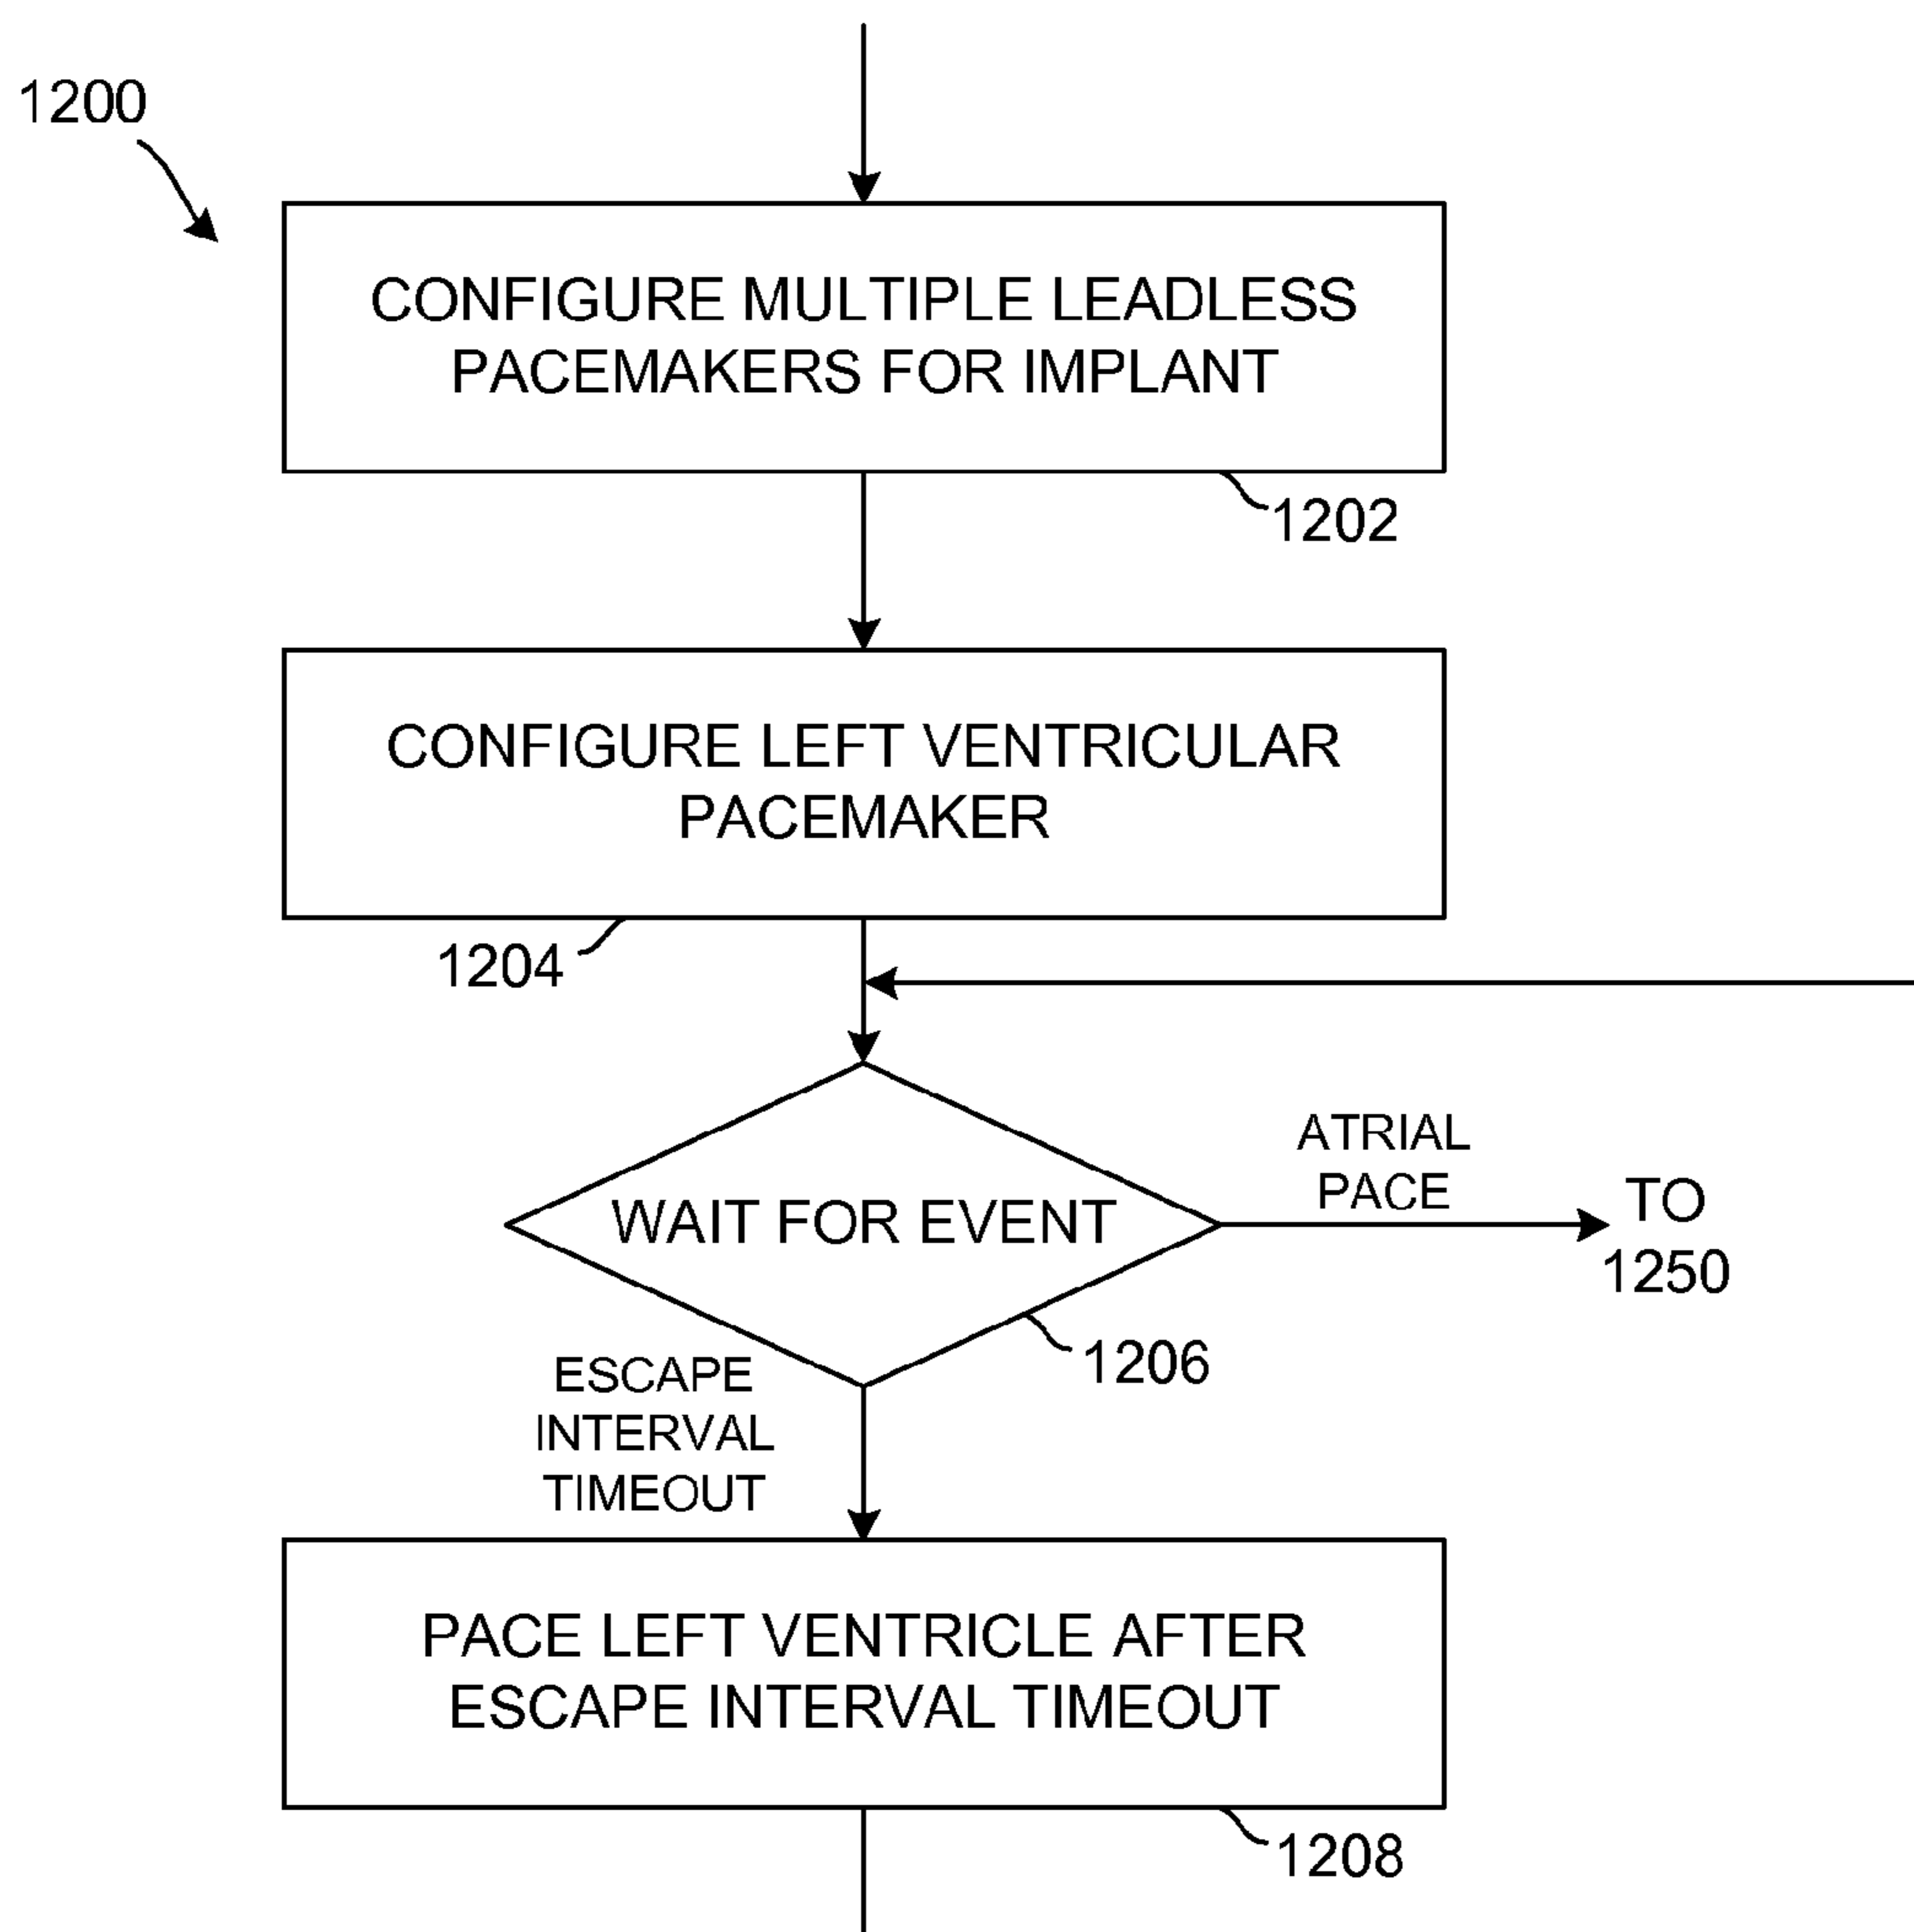 1200
CONFIGURE MULTIPLE LEADLESS
PACEMAKERS FOR IMPLANT
1202
CONFIGURE LEFT VENTRICULAR
PACEMAKER
1204
WAIT FOR EVENT
ATRIAL
PACE
TO
1250
1206
ESCAPE
INTERVAL
TIMEOUT
PACE LEFT VENTRICLE AFTER
ESCAPE INTERVAL TIMEOUT
1208